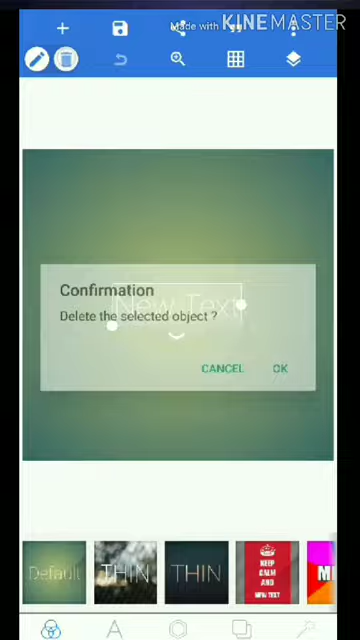 Made with KINEMASTER
Confirmation
New Text
Delete the selected object ?
CANCEL OK
Default THIN THIN KEEP
CALM
AND
NEW TEXT
A